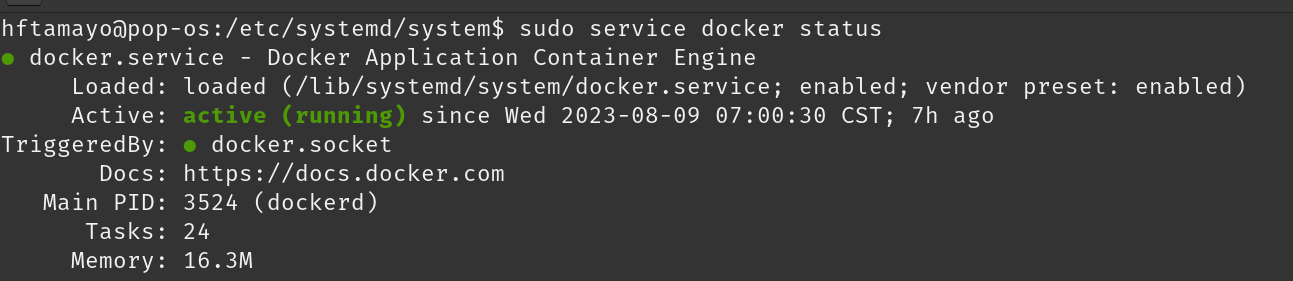 hftamayo@pop-os:/etc/systemd/system$ sudo service docker status
● docker.service - Docker Application Container Engine
Loaded: loaded (/lib/systemd/system/docker.service; enabled; vendor preset: enabled)
Active: active (running) since Wed 2023-08-09 07:00:30 CST; 7h ago
TriggeredBy: ● docker.socket
Docs: https://docs.docker.com
Main PID: 3524 (dockerd)
Tasks: 24
Memory: 16.3M